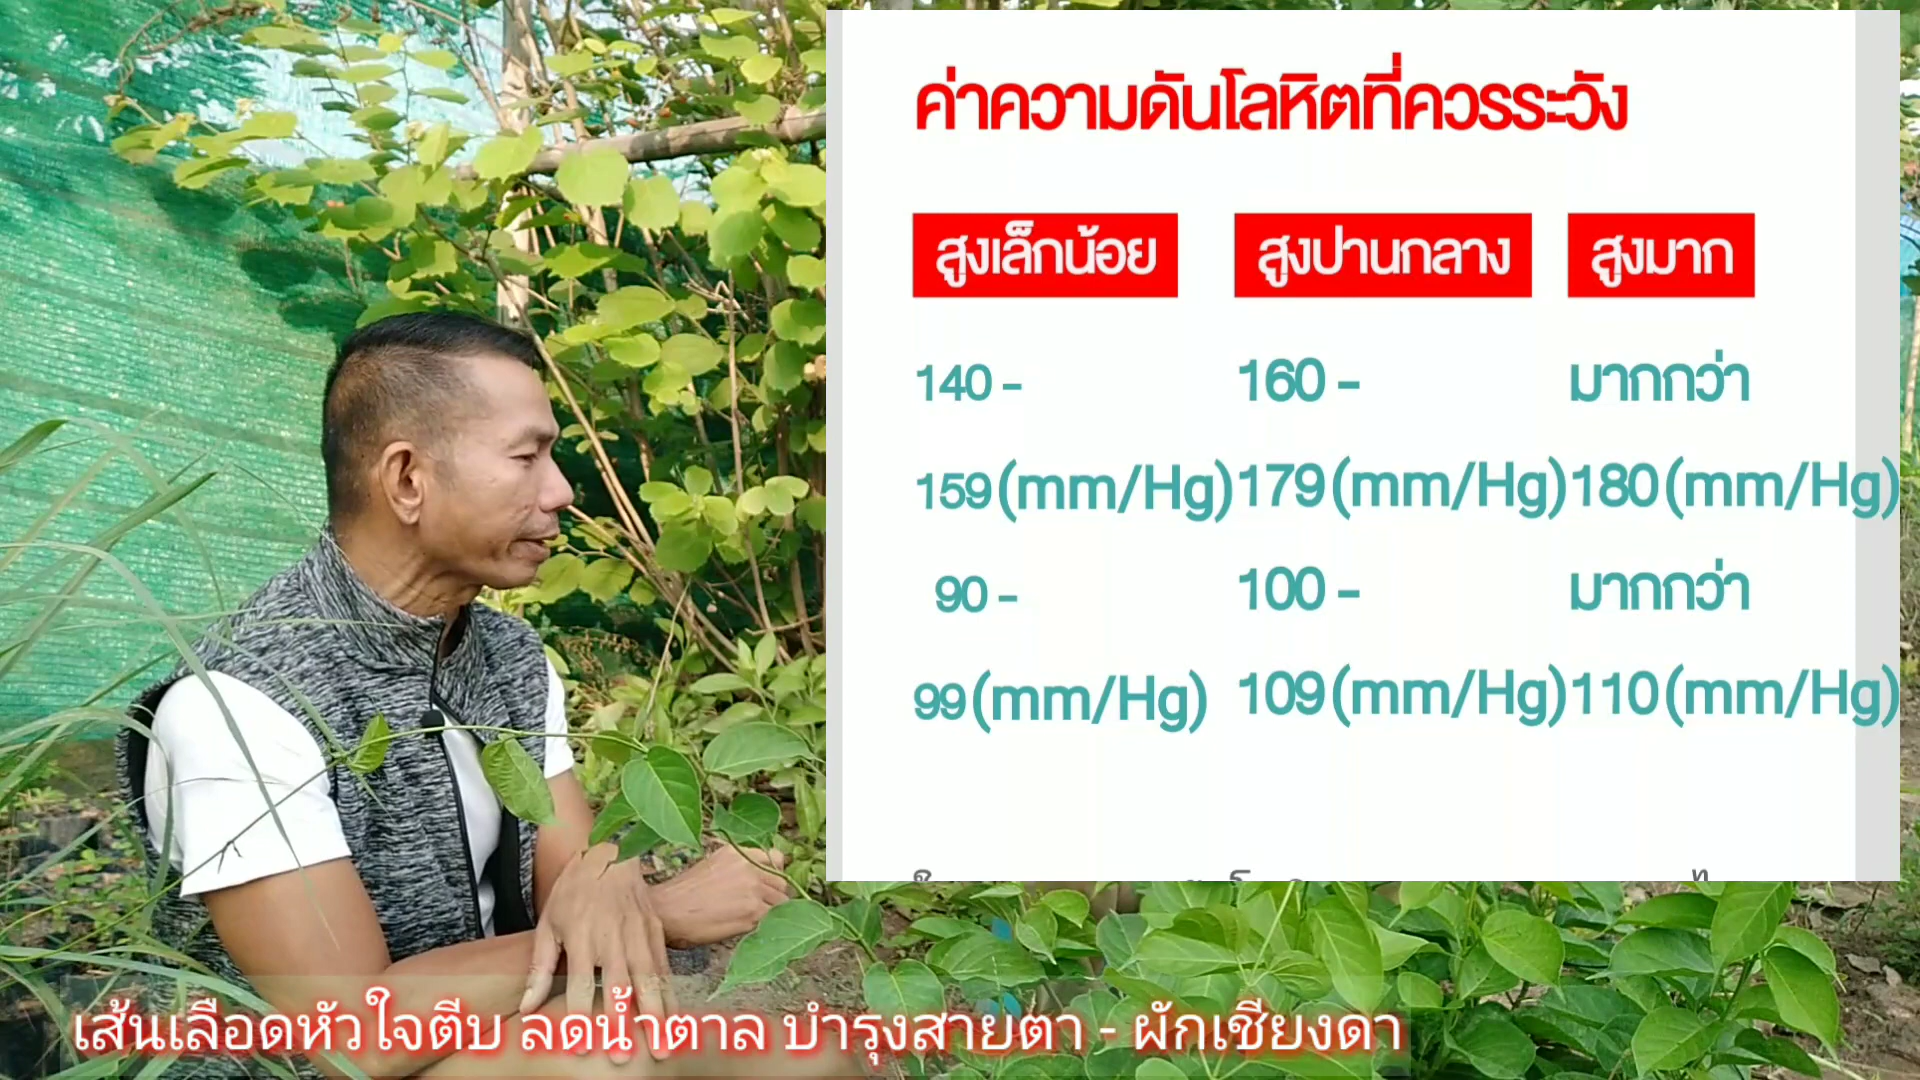 ค่าความดันโลหิตที่ควรระวัง
สูงเล็กน้อย สูงปานกลาง สูงมาก
140 - 160 - มากกว่า
159 (mm/Hg) 179 (mm/Hg) 180 (mm/Hg)
90 - 100 - มากกว่า
99 (mm/Hg) 109 (mm/Hg) 110 (mm/Hg)
เส้นเลือดหัวใจตีบ ลดน้ำตาล บำรุงสายตา - ผักเชียงดา